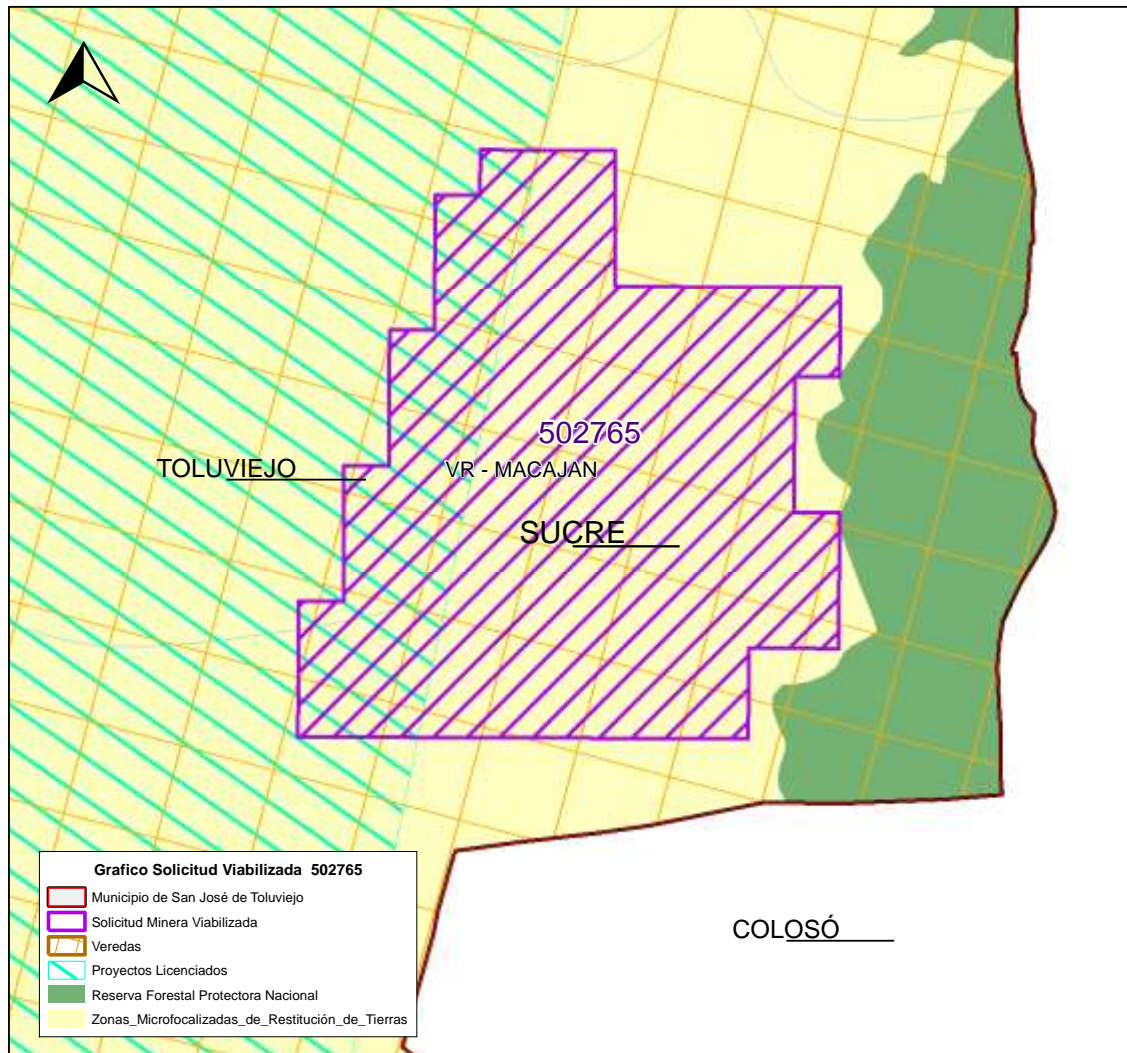 502765
TOLUVIEJO
VR - MACAJAN
SUCRE
COLOSÓ
Grafico Solicitud Viabilizada 502765
Municipio de San José de Toluviejo
Solicitud Minera Viabilizada
Veredas
Proyectos Licenciados
Reserva Forestal Protectora Nacional
Zonas_Microfocalizadas_de_Restitución_de_Tierras